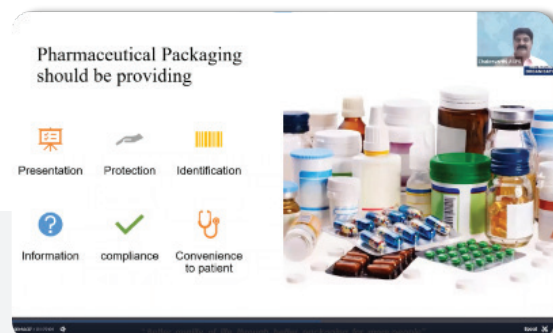 Pharmaceutical Packaging
should be providing
Presentation
Protection
Identification
Information
compliance
Convenience
to patient